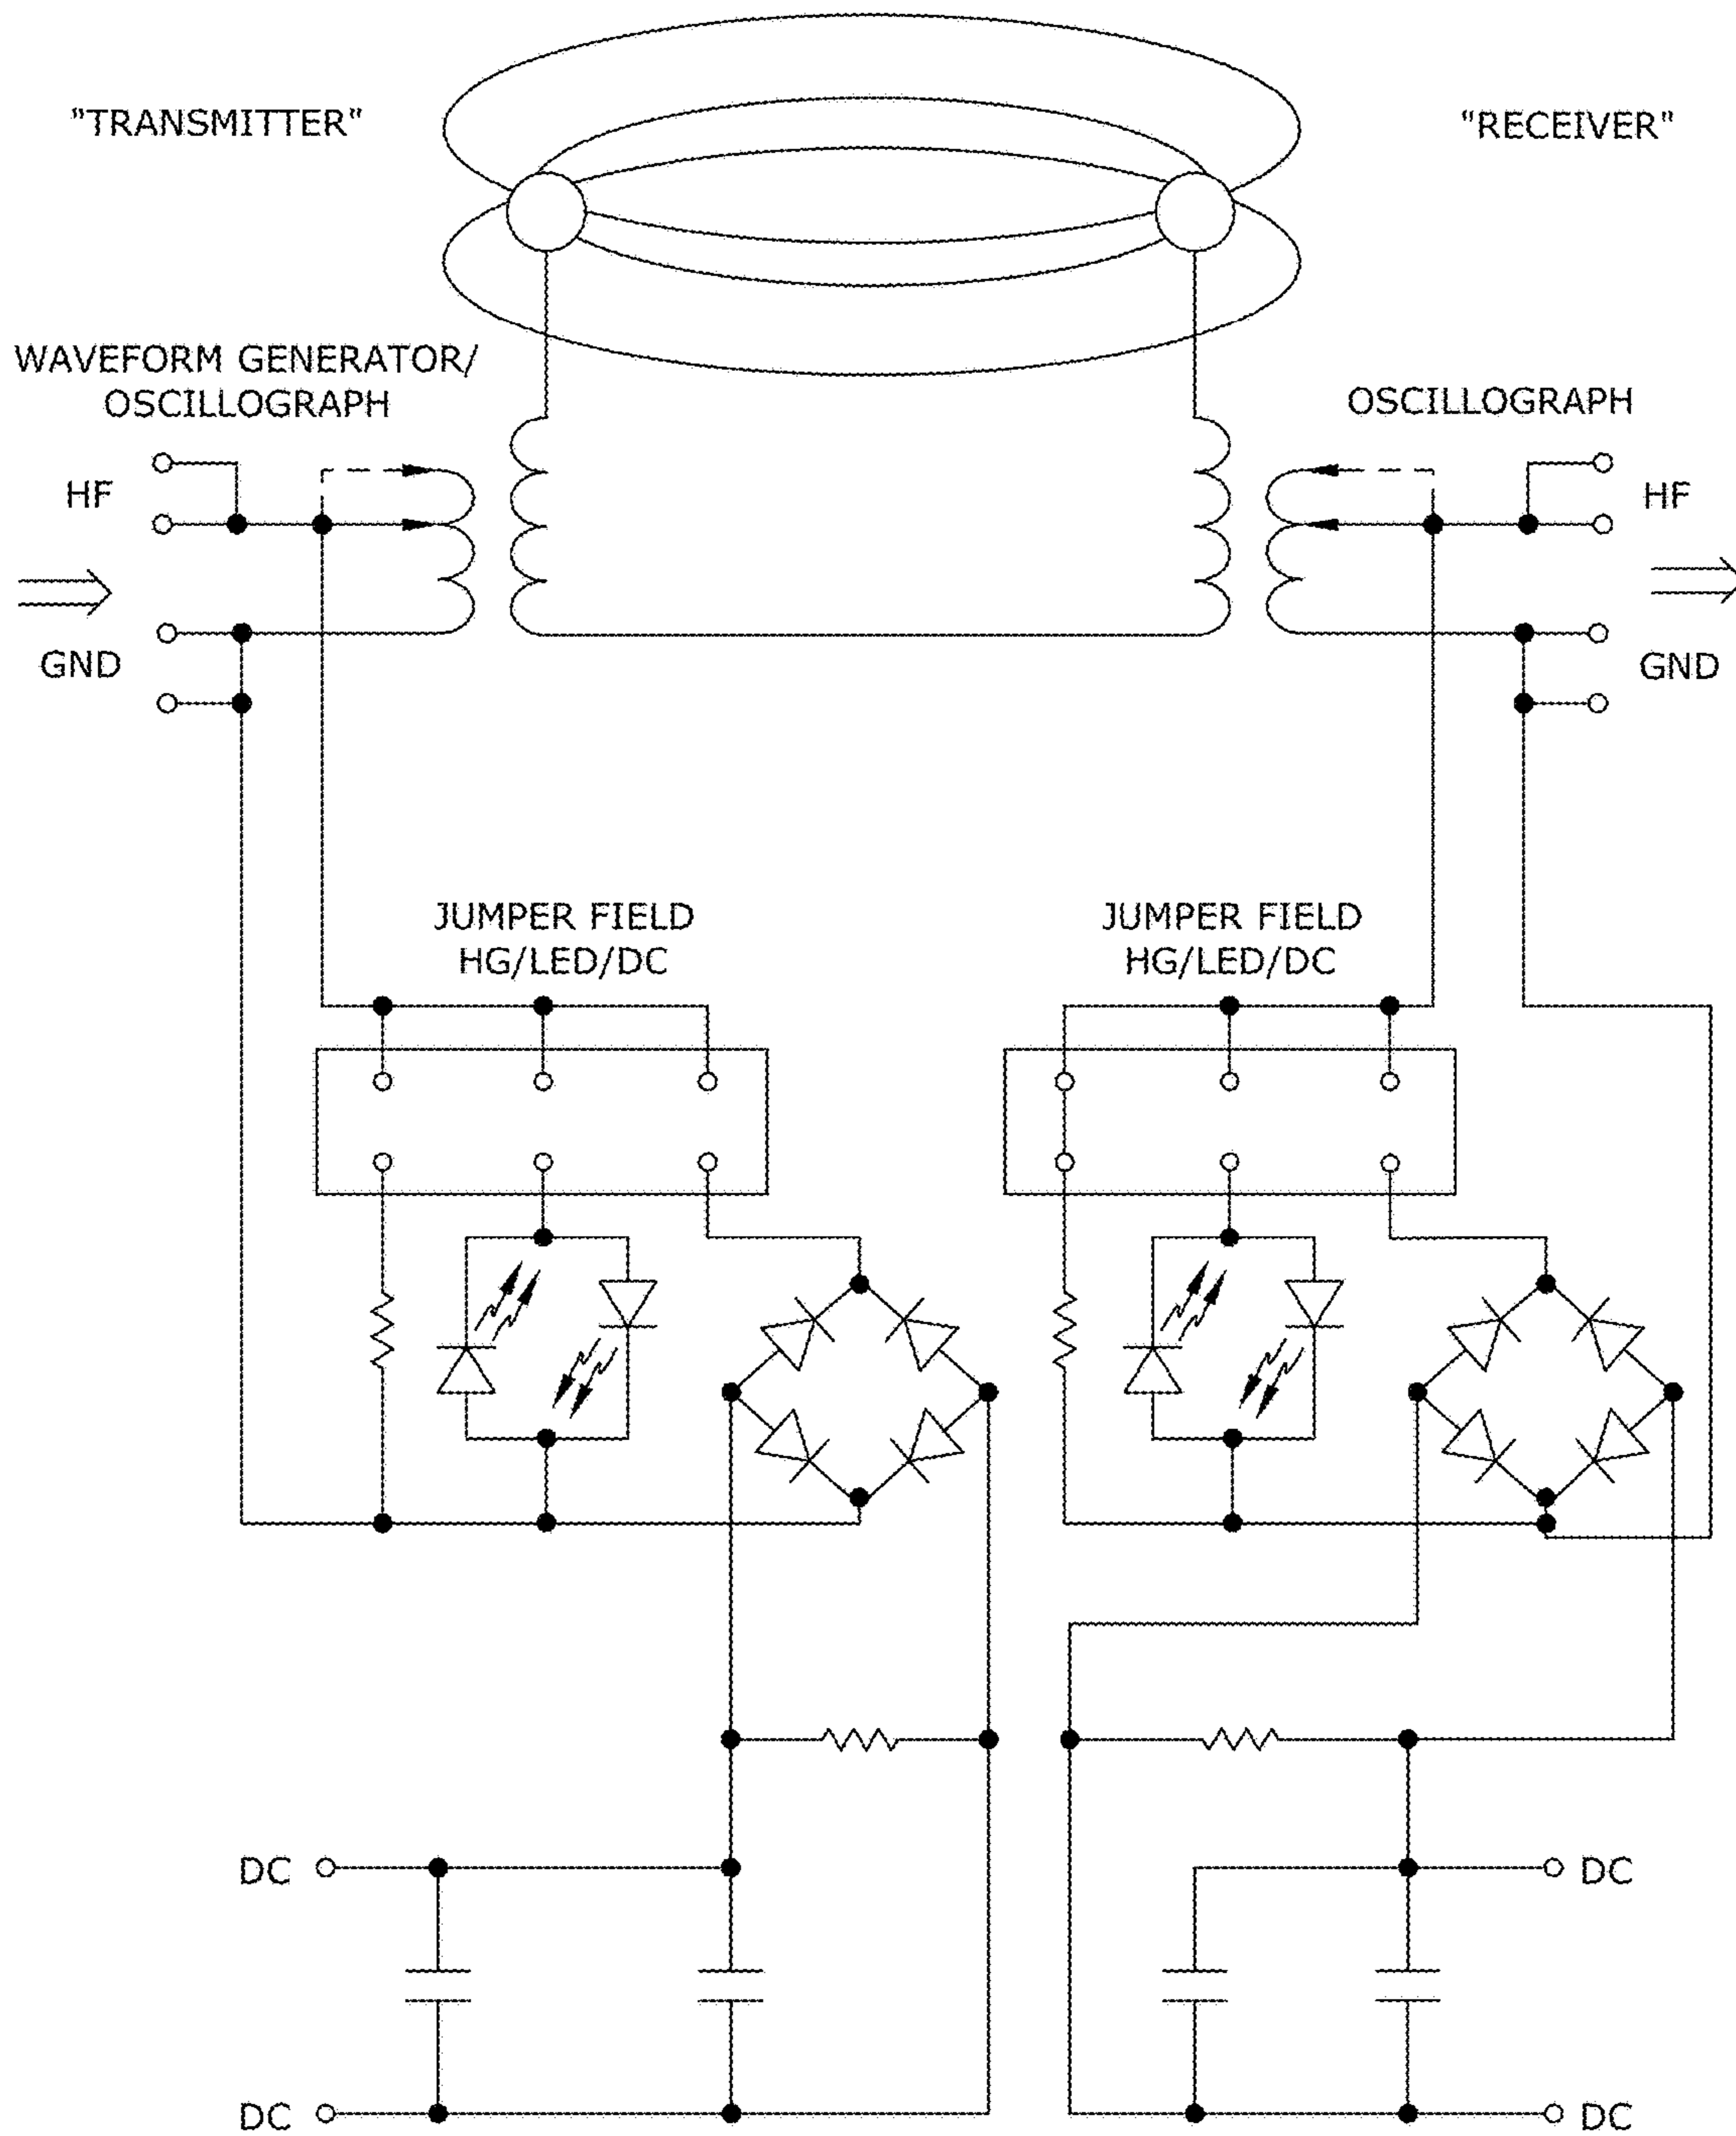 "TRANSMITTER"
"RECEIVER"
WAVEFORM GENERATOR/
OSCILLOGRAPH
OSCILLOGRAPH
HF
HF
GND
GND
JUMPER FIELD
HG/LED/DC
JUMPER FIELD
HG/LED/DC
DC
DC
DC
DC